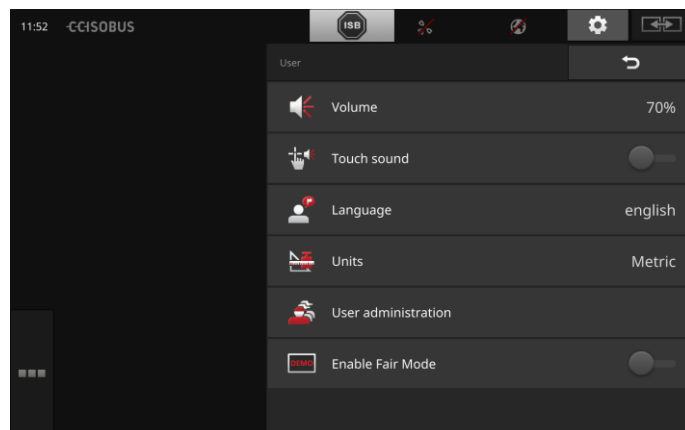 11:52 CCISOBUS ISB
User
Volume 70%
Touch sound
Language english
Units Metric
User administration
DEMO Enable Fair Mode